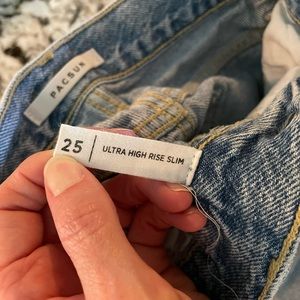 PACSUN
25 | ULTRA HIGH RISE SLIM